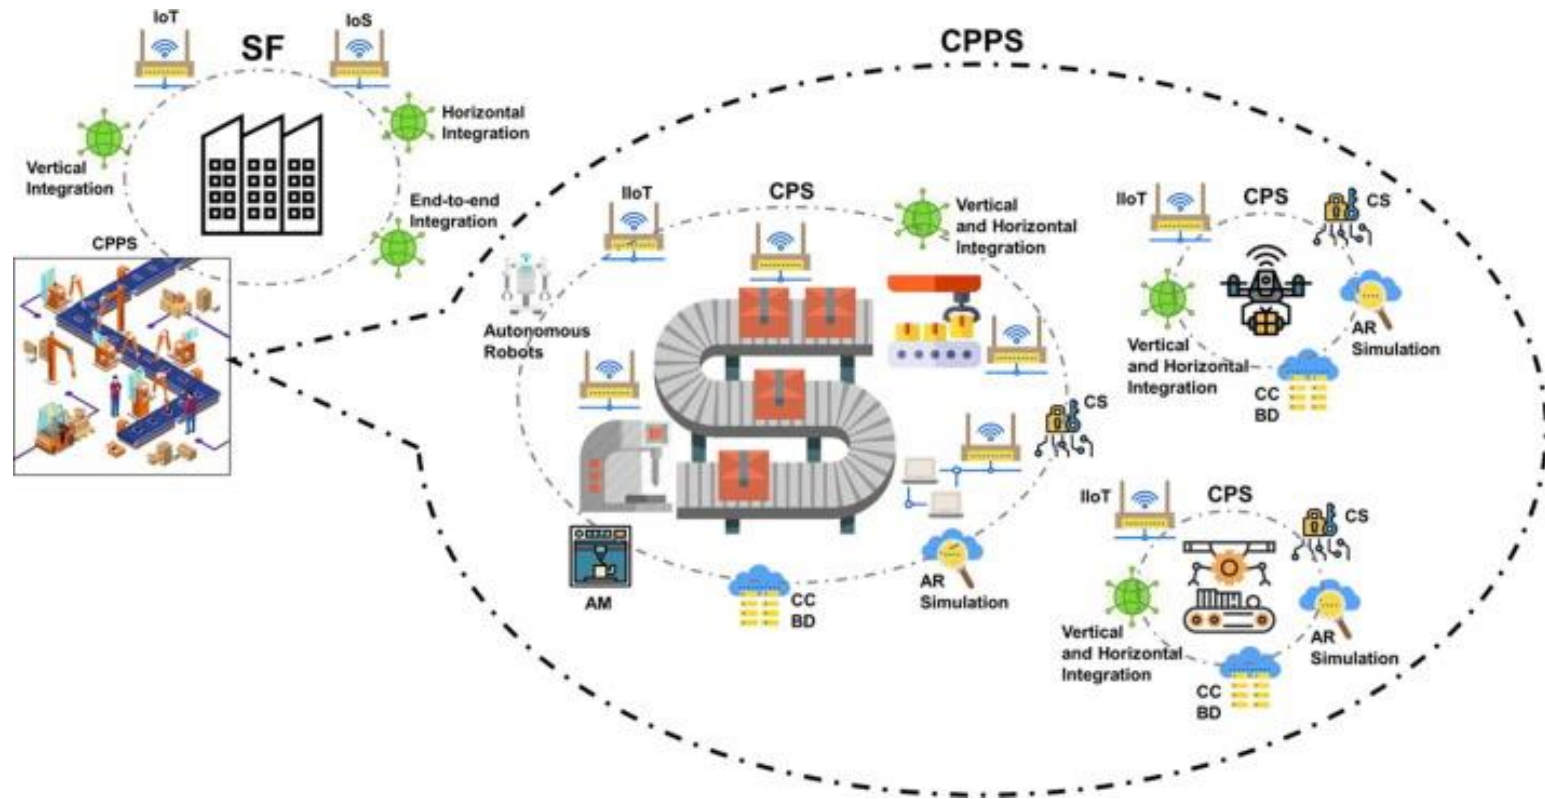 IoT
IoS
SF
Horizontal
Integration
Vertical
Integration
End-to-end
Integration
CPPS
CPPS
IIoT
CPS
Vertical
and Horizontal
Integration
Autonomous
Robots
CS
AM
CC
BD
AR
Simulation
IIoT
CPS
CS
Vertical
and Horizontal
Integration
AR
Simulation
CC
BD
IIoT
CPS
CS
Vertical
and Horizontal
Integration
AR
Simulation
CC
BD